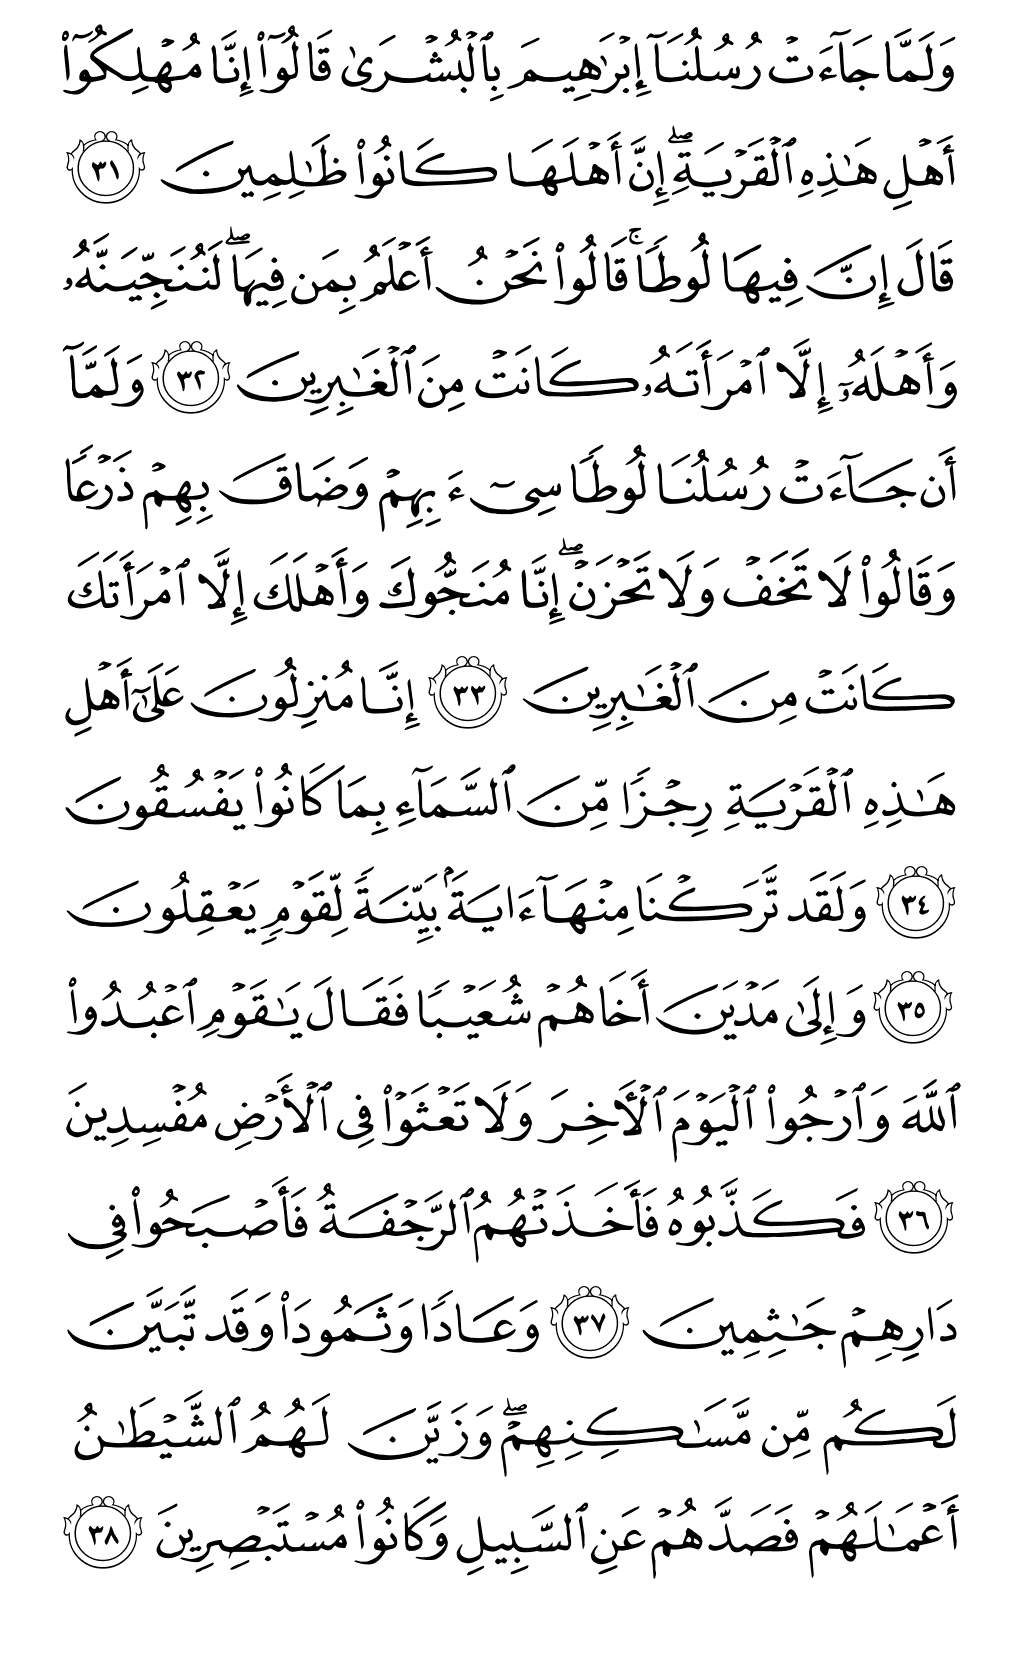 وَلَمَّا جَآءَتْ رُسُلُنَآ إِبْرَٰهِيمَ بِٱلْبُشْرَىٰ قَالُوٓا۟ إِنَّا مُهْلِكُوٓا۟
أَهْلِ هَـٰذِهِ ٱلْقَرْيَةِ ۖ إِنَّ أَهْلَهَا كَانُوا۟ ظَـٰلِمِينَ ٣١
قَالَ إِنَّ فِيهَا لُوطًا ۚ قَالُوا۟ نَحْنُ أَعْلَمُ بِمَن فِيهَا ۖ لَنُنَجِّيَنَّهُۥ
وَأَهْلَهُۥٓ إِلَّا ٱمْرَأَتَهُۥ كَانَتْ مِنَ ٱلْغَـٰبِرِينَ ٣٢ وَلَمَّآ
أَن جَآءَتْ رُسُلُنَا لُوطًا سِىٓءَ بِهِمْ وَضَاقَ بِهِمْ ذَرْعًا
وَقَالُوا۟ لَا تَخَفْ وَلَا تَحْزَنْ ۖ إِنَّا مُنَجُّوكَ وَأَهْلَكَ إِلَّا ٱمْرَأَتَكَ
كَانَتْ مِنَ ٱلْغَـٰبِرِينَ ٣٣ إِنَّا مُنزِلُونَ عَلَىٰٓ أَهْلِ
هَـٰذِهِ ٱلْقَرْيَةِ رِجْزًا مِّنَ ٱلسَّمَآءِ بِمَا كَانُوا۟ يَفْسُقُونَ
٣٤ وَلَقَد تَّرَكْنَا مِنْهَآ ءَايَةًۢ بَيِّنَةً لِّقَوْمٍ يَعْقِلُونَ
٣٥ وَإِلَىٰ مَدْيَنَ أَخَاهُمْ شُعَيْبًا فَقَالَ يَـٰقَوْمِ ٱعْبُدُوا۟
ٱللَّهَ وَٱرْجُوا۟ ٱلْيَوْمَ ٱلْـَٔاخِرَ وَلَا تَعْثَوْا۟ فِى ٱلْأَرْضِ مُفْسِدِينَ
٣٦ فَكَذَّبُوهُ فَأَخَذَتْهُمُ ٱلرَّجْفَةُ فَأَصْبَحُوا۟ فِى
دَارِهِمْ جَـٰثِمِينَ ٣٧ وَعَادًا وَثَمُودَا۟ وَقَد تَّبَيَّنَ
لَكُم مِّن مَّسَـٰكِنِهِمْ ۖ وَزَيَّنَ لَهُمُ ٱلشَّيْطَـٰنُ
أَعْمَـٰلَهُمْ فَصَدَّهُمْ عَنِ ٱلسَّبِيلِ وَكَانُوا۟ مُسْتَبْصِرِينَ ٣٨